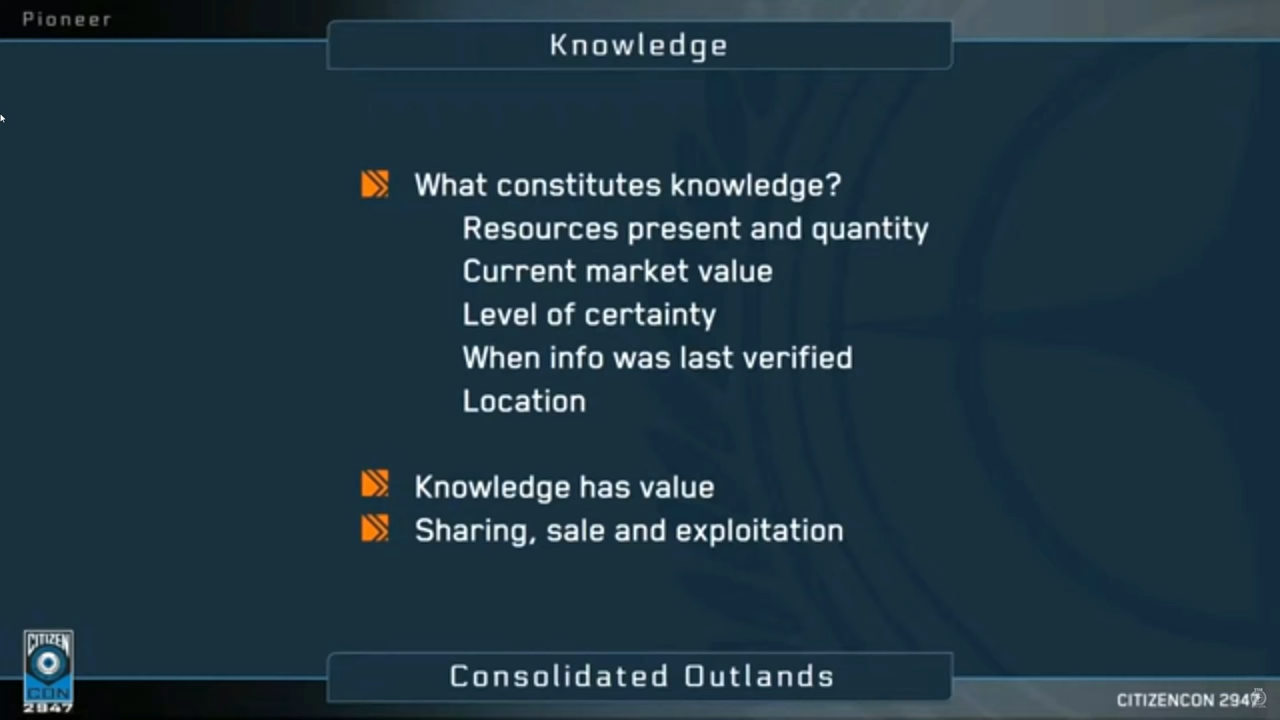 Pioneer
Knowledge
What constitutes knowledge?
Resources present and quantity
Current market value
Level of certainty
When info was last verified
Location
Knowledge has value
Sharing, sale and exploitation
CITIZEN
CON
2947
Consolidated Outlands
CITIZENCON 2947